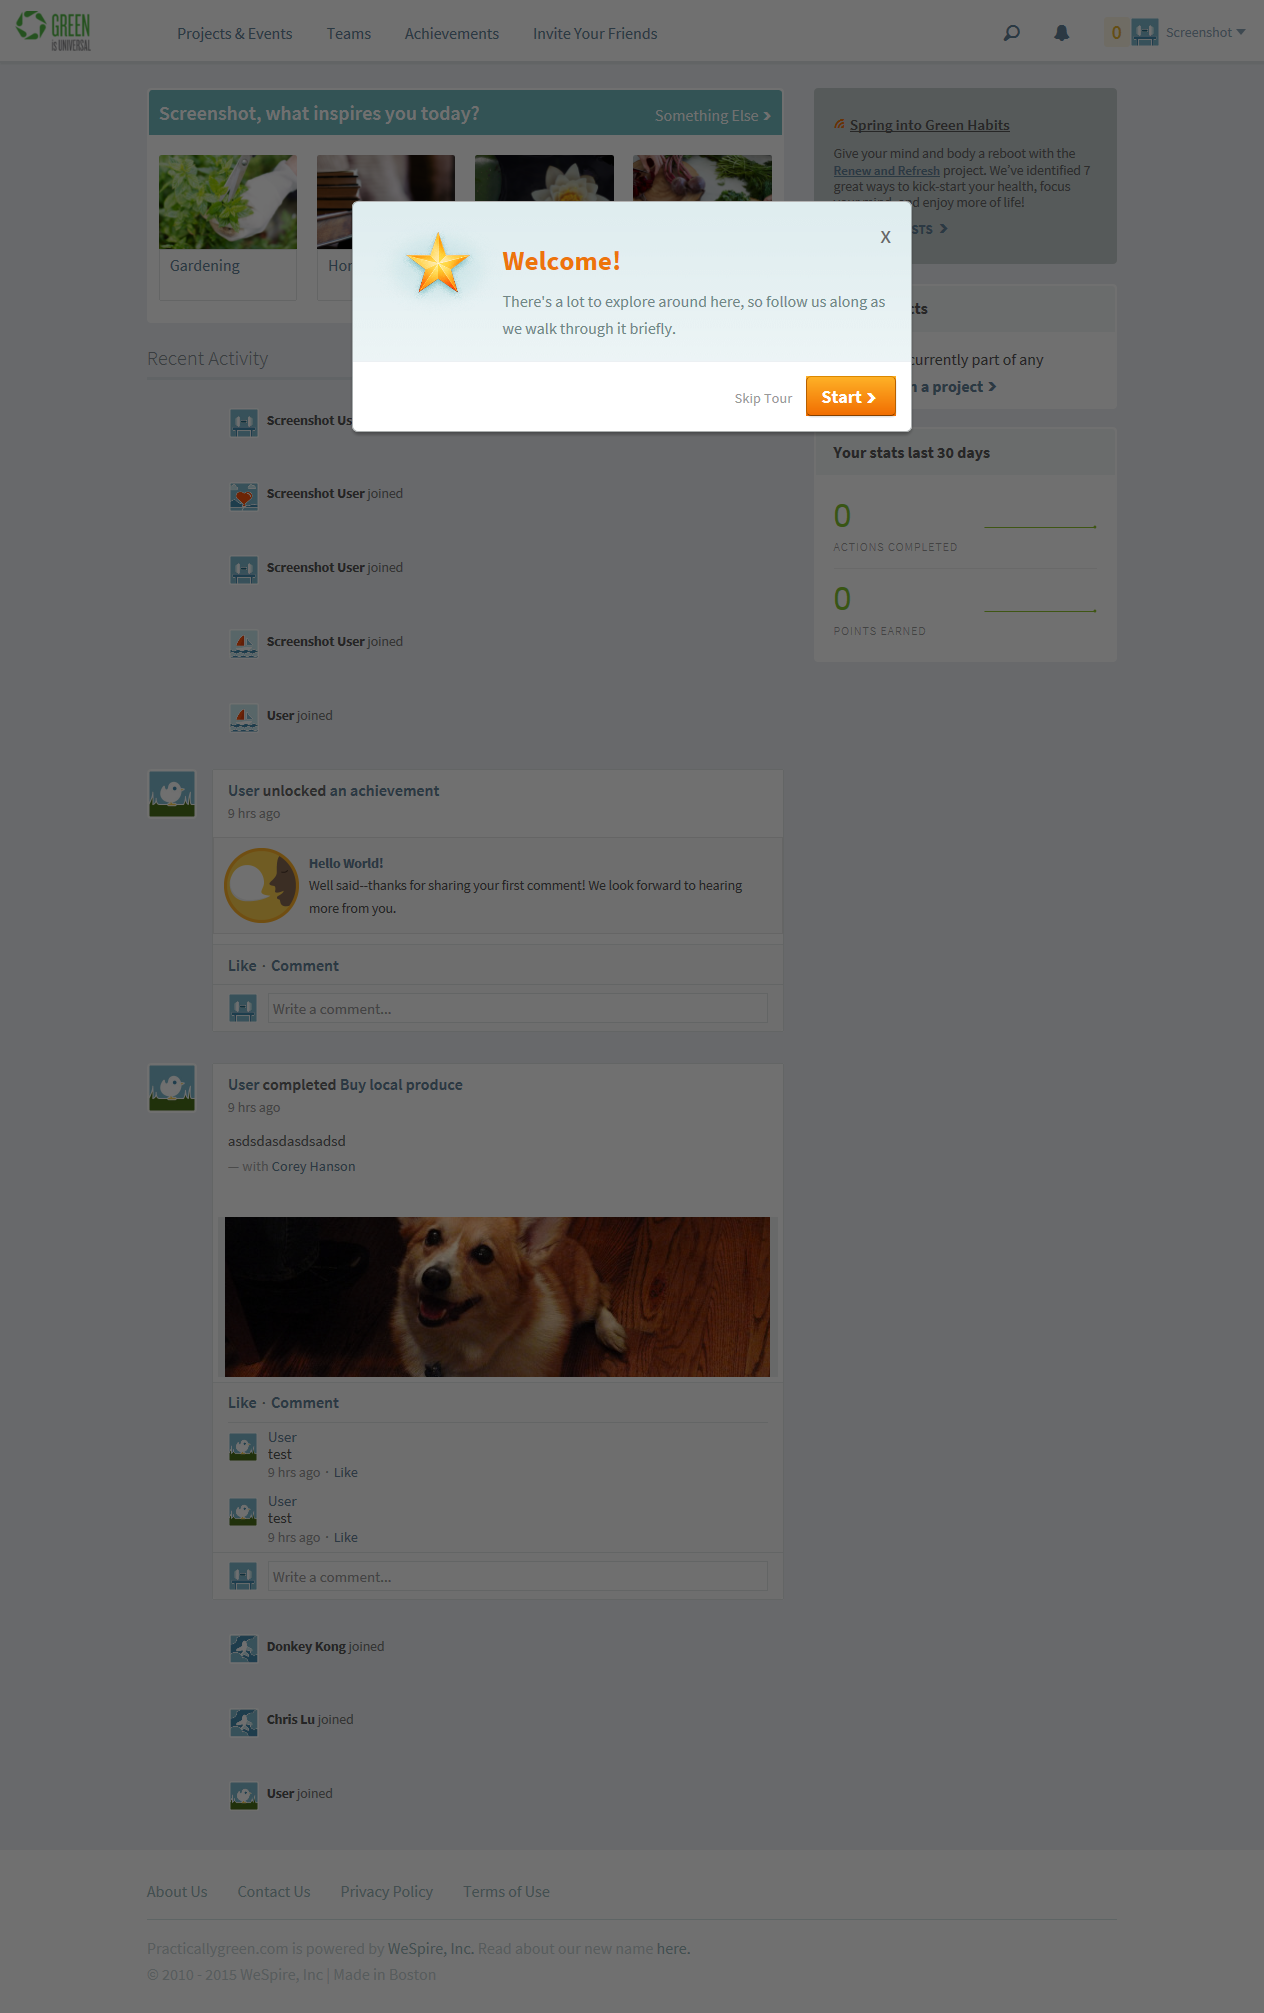 GREEN
is UNIVERSAL
Projects & Events
Teams
Achievements
Invite Your Friends
0
Screenshot
Screenshot, what inspires you today?
Something Else
Gardening
Spring into Green Habits
Give your mind and body a reboot with the
Renew and Refresh project. We've identified 7
great ways to kick-start your health, focus
and enjoy more of life!
X
Welcome!
There's a lot to explore around here, so follow us along as
we walk through it briefly.
Skip Tour
Start
currently part of any
a project
Recent Activity
Screenshot
Screenshot User joined
Screenshot User joined
Screenshot User joined
User joined
Your stats last 30 days
0
ACTIONS COMPLETED
0
POINTS EARNED
User unlocked an achievement
9 hrs ago
Hello World!
Well said--thanks for sharing your first comment! We look forward to hearing
more from you.
Like · Comment
Write a comment...
User completed Buy local produce
9 hrs ago
asdsdasdasdsadsd
— with Corey Hanson
Like · Comment
User
test
9 hrs ago · Like
User
test
9 hrs ago · Like
Write a comment...
Donkey Kong joined
Chris Lu joined
User joined
About Us
Contact Us
Privacy Policy
Terms of Use
Practicallygreen.com is powered by WeSpire, Inc. Read about our new name here.
© 2010 - 2015 WeSpire, Inc | Made in Boston